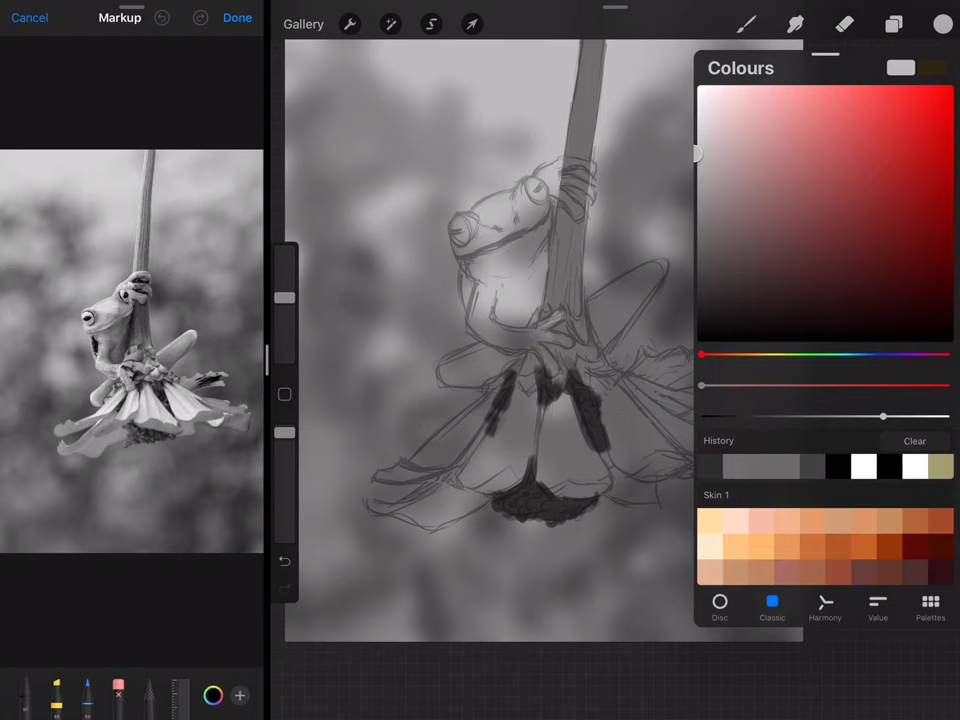 Cancel
Markup
Done
Gallery
Colours
History
Clear
Skin 1
Disc
Classic
Harmony
Value
Palettes